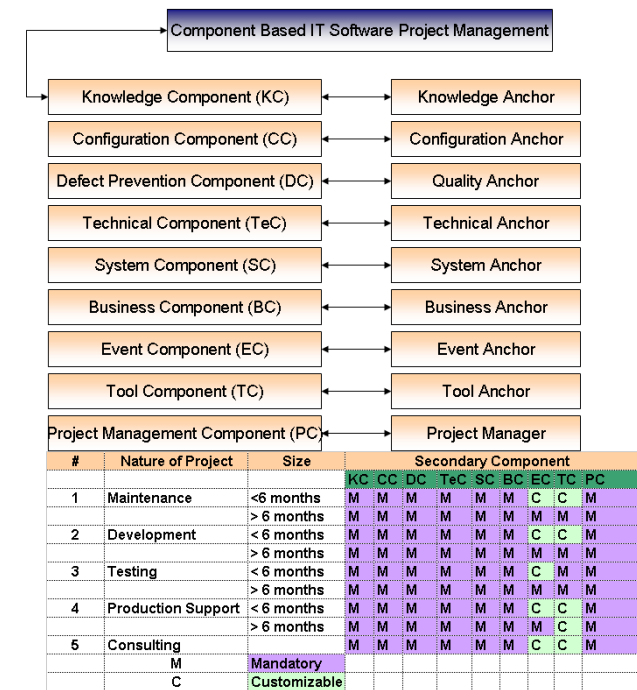 Component Based IT Software Project Management
Knowledge Component (KC) Knowledge Anchor
Configuration Component (CC) Configuration Anchor
Defect Prevention Component (DC) Quality Anchor
Technical Component (TeC) Technical Anchor
System Component (SC) System Anchor
Business Component (BC) Business Anchor
Event Component (EC) Event Anchor
Tool Component (TC) Tool Anchor
Project Management Component (PC) Project Manager
# Nature of Project Size Secondary Component
KC CC DC TeC SC BC EC TC PC
1 Maintenance <6 months M M M M M M C C M
> 6 months M M M M M M M M M
2 Development < 6 months M M M M M M C C M
> 6 months M M M M M M M M M
3 Testing < 6 months M M M M M M C M M
> 6 months M M M M M M M M M
4 Production Support < 6 months M M M M M M C C M
> 6 months M M M M M M M C M
5 Consulting M M M M M M C C M
M Mandatory
C Customizable